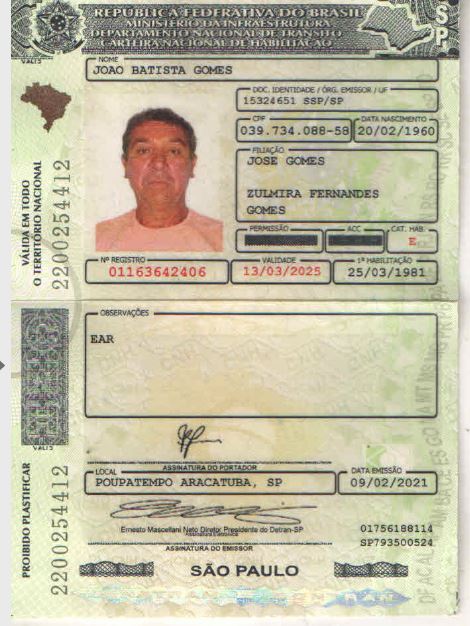 REPÚBLICA FEDERATIVA DO BRASIL
MINISTÉRIO DA INFRAESTRUTURA
DEPARTAMENTO NACIONAL DE TRÂNSITO
CARTEIRA NACIONAL DE HABILITAÇÃO
SP
NOME
JOAO BATISTA GOMES
DOC. IDENTIDADE / ÓRG. EMISSOR / UF
15324651 SSP/SP
CPF DATA NASCIMENTO
039.734.088-58 20/02/1960
FILIAÇÃO
JOSE GOMES
ZULMIRA FERNANDES
GOMES
PERMISSÃO ACC CAT. HAB.
E
Nº REGISTRO VALIDADE 1ª HABILITAÇÃO
01163642406 13/03/2025 25/03/1981
VÁLIDA EM TODO
O TERRITÓRIO NACIONAL
2200254412
OBSERVAÇÕES
EAR
ASSINATURA DO PORTADOR
LOCAL DATA EMISSÃO
POUPATEMPO ARACATUBA, SP 09/02/2021
Ernesto Mascellani Neto Diretor Presidente do Detran-SP
Assinatura Eletrônica
ASSINATURA DO EMISSOR
01756188114
SP793500524
SÃO PAULO
PROIBIDO PLASTIFICAR
2200254412